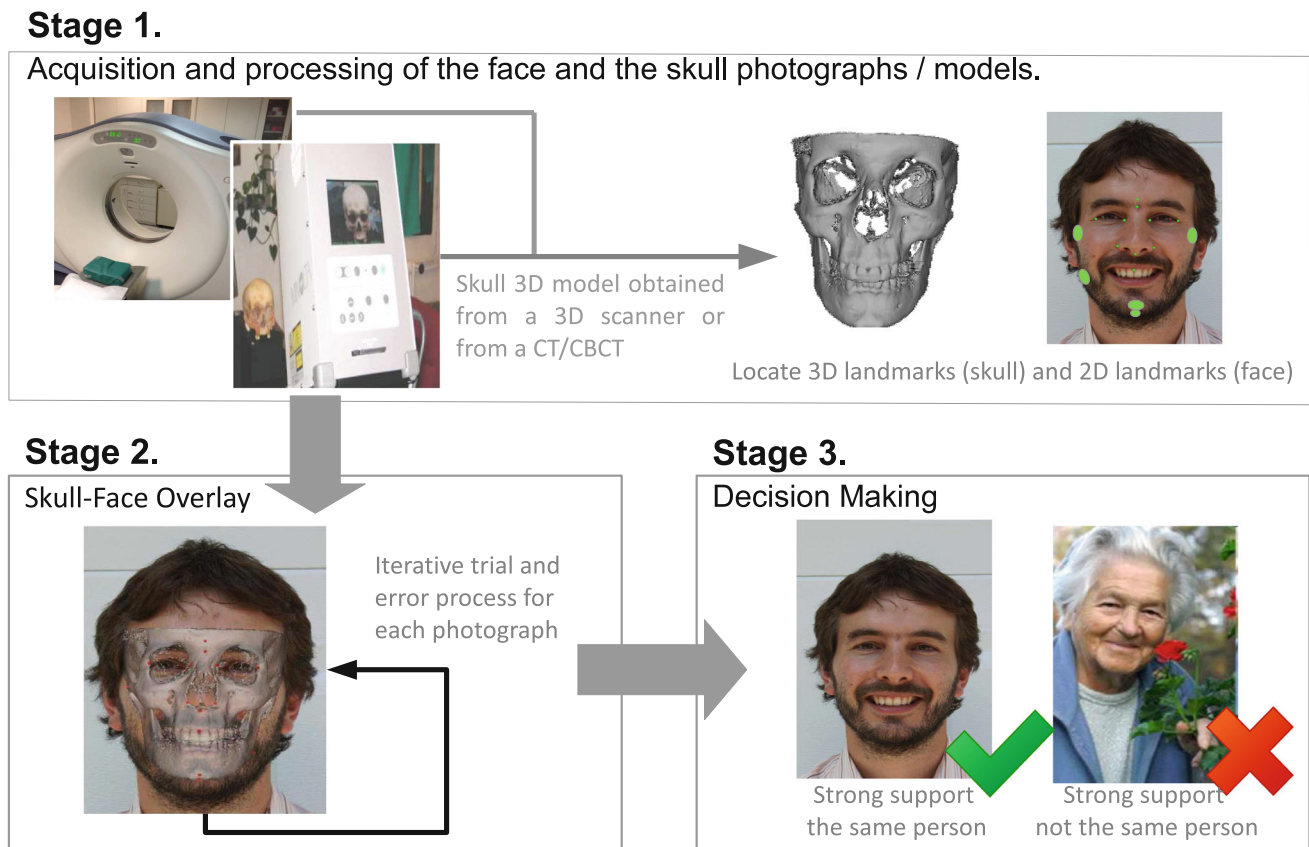 Stage 1.
Acquisition and processing of the face and the skull photographs / models.
Skull 3D model obtained
from a 3D scanner or
from a CT/CBCT
Locate 3D landmarks (skull) and 2D landmarks (face)
Stage 2.
Skull-Face Overlay
Iterative trial and
error process for
each photograph
Stage 3.
Decision Making
Strong support
the same person
Strong support
not the same person